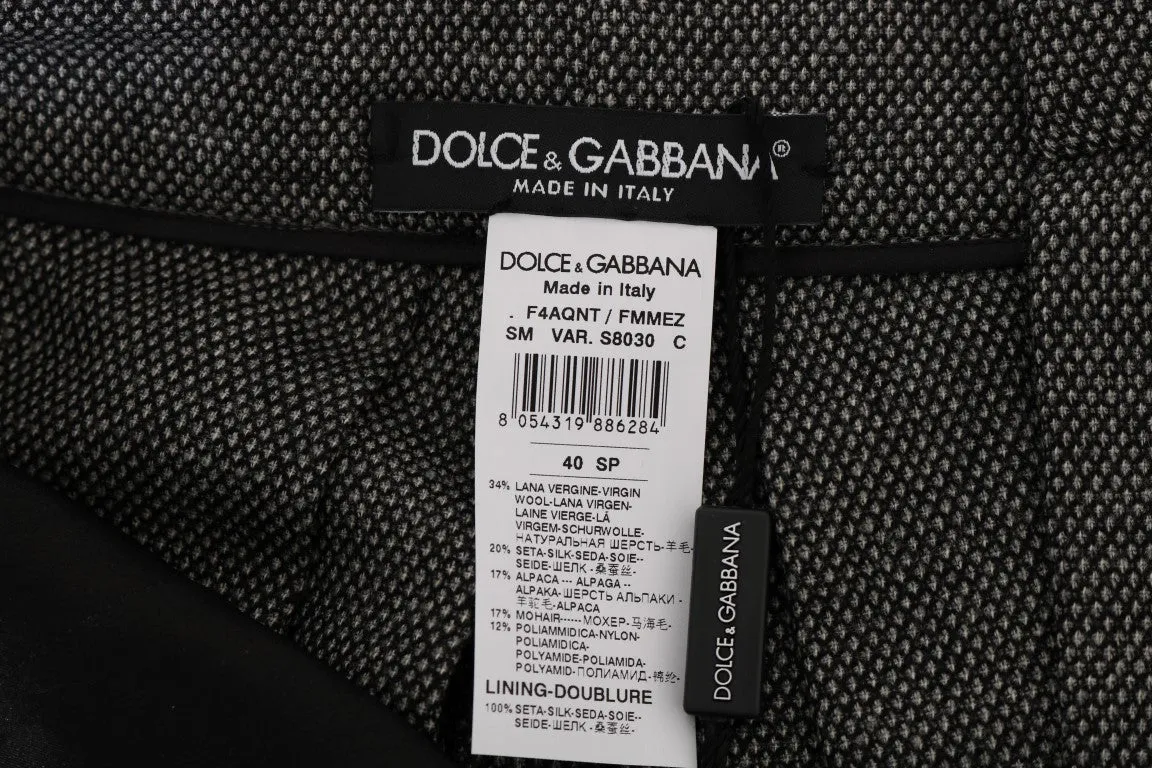 DOLCE & GABBANA®
MADE IN ITALY
DOLCE & GABBANA
Made in Italy
. F4AQNT / FMMEZ
SM VAR. S8030 C
8 054319 886284
40 SP
34% LANA VERGINE-VIRGIN
WOOL-LANA VIRGEN-
LAINE VIERGE-LÃ
VIRGEM-SCHURWOLLE-
НАТУРАЛЬНАЯ ШЕРСТЬ-羊毛-
20% SETA-SILK-SEDA-SOIE--
SEIDE-ШЕЛК -桑蚕丝-
17% ALPACA --- ALPAGA --
ALPAKA-ШЕРСТЬ АЛЬПАКИ -
羊驼毛-ALPACA
17% MOHAIR------ МОХЕР-马海毛-
12% POLIAMMIDICA-NYLON-
POLIAMIDICA-
POLYAMIDE-POLIAMIDA-
POLYAMID-ПОЛИАМИД-锦纶-
LINING-DOUBLURE
100% SETA-SILK-SEDA-SOIE--
SEIDE-ШЕЛК -桑蚕丝-
DOLCE & GABBANA